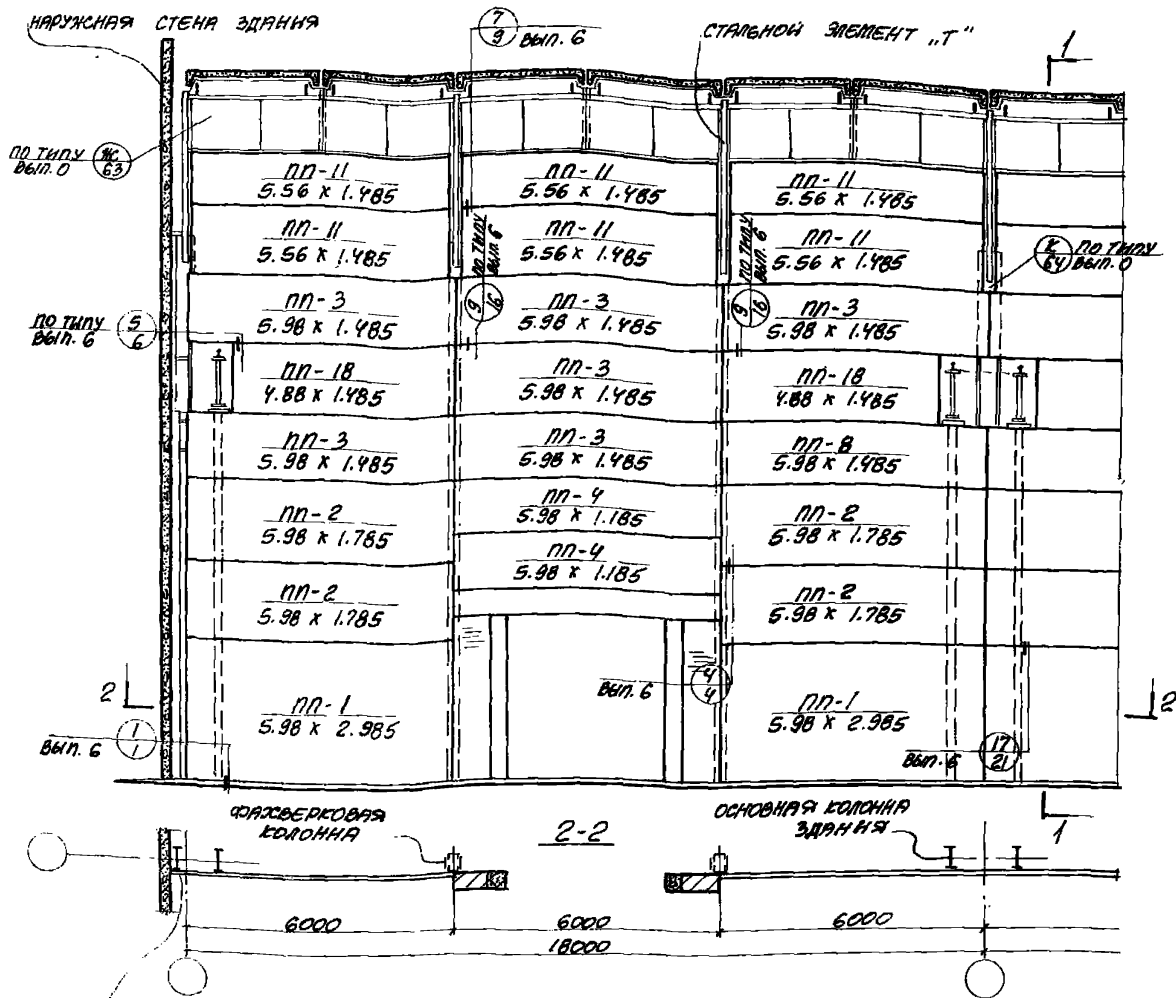 НАРУЖНАЯ СТЕНА ЗДАНИЯ
7
9
ВЫП. 6
СТАЛЬНОЙ ЭЛЕМЕНТ „Т"
1
ПО ТИПУ
ВЫП. 0
Ж
63
ПП-11
5.56 x 1.485
ПП-11
5.56 x 1.485
ПП-11
5.56 x 1.485
ПП-11
5.56 x 1.485
ПП-11
5.56 x 1.485
ПП-11
5.56 x 1.485
ПО ТИПУ
ВЫП. 6
9
16
ПО ТИПУ
ВЫП. 6
9
16
К
64
ПО ТИПУ
ВЫП. 0
ПО ТИПУ
ВЫП. 6
5
6
ПП-3
5.98 x 1.485
ПП-3
5.98 x 1.485
ПП-3
5.98 x 1.485
ПП-18
4.88 x 1.485
ПП-3
5.98 x 1.485
ПП-18
4.88 x 1.485
ПП-3
5.98 x 1.485
ПП-3
5.98 x 1.485
ПП-8
5.98 x 1.485
ПП-2
5.98 x 1.785
ПП-4
5.98 x 1.185
ПП-2
5.98 x 1.785
ПП-4
5.98 x 1.185
ПП-2
5.98 x 1.785
ПП-2
5.98 x 1.785
ВЫП. 6
4
4
2
2
ПП-1
5.98 x 2.985
ПП-1
5.98 x 2.985
ВЫП. 6
1
1
ВЫП. 6
17
21
ФАХВЕРКОВАЯ
КОЛОННА
2-2
ОСНОВНАЯ КОЛОННА
ЗДАНИЯ
1
6000
6000
6000
18000